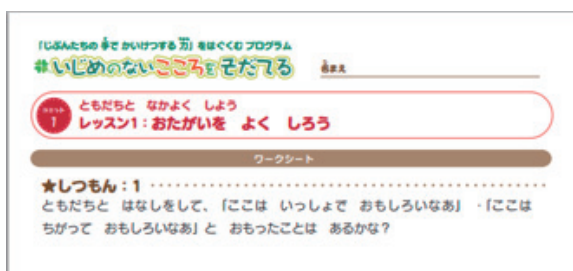 「じぶんたちの手でかいけつする力」をはぐくむプログラム
#いじめのないこころをそだてる
なまえ
ともだちと なかよく しよう
1
レッスン1：おたがいを よく しろう
ワークシート
★しつもん：1
ともだちと はなしをして、「ここは いっしょで おもしろいなあ」・「ここは
ちがって おもしろいなあ」と おもったことは あるかな？